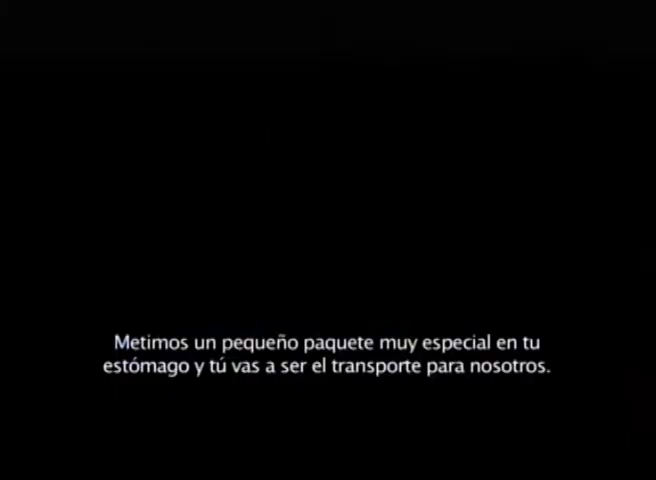 Metimos un pequeño paquete muy especial en tu
estómago y tú vas a ser el transporte para nosotros.